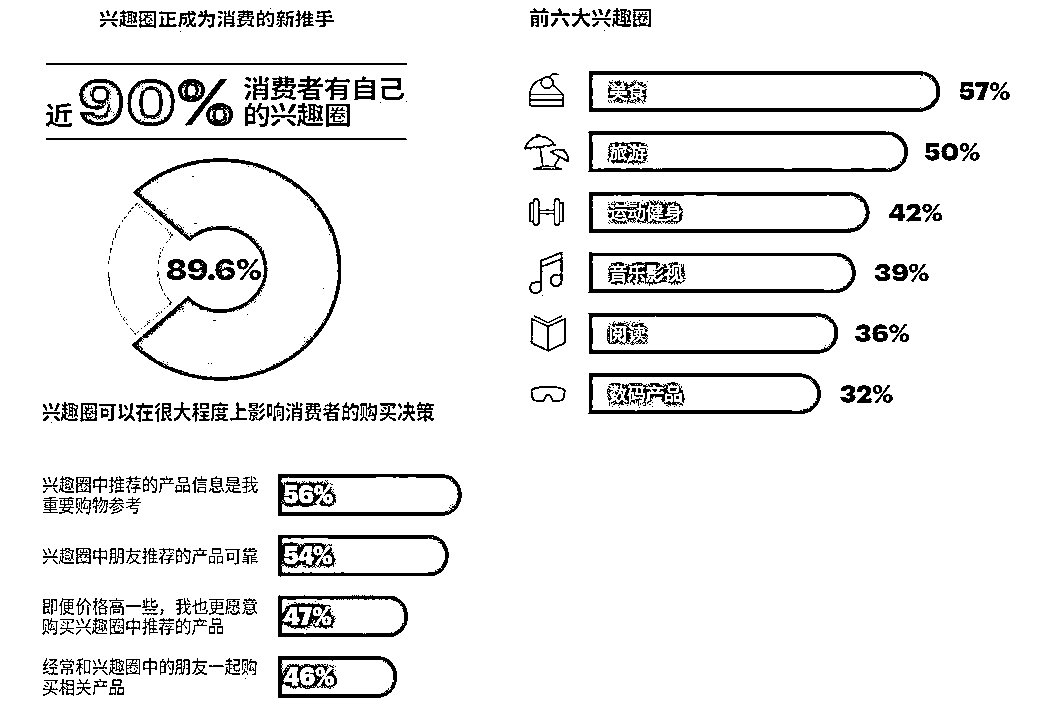 兴趣圈正成为消费的新推手
近90%消费者有自己
的兴趣圈
89.6%
兴趣圈可以在很大程度上影响消费者的购买决策
兴趣圈中推荐的产品信息是我
重要购物参考
56%
兴趣圈中朋友推荐的产品可靠
54%
即便价格高一些，我也更愿意
购买兴趣圈中推荐的产品
47%
经常和兴趣圈中的朋友一起购
买相关产品
46%
前六大兴趣圈
美食 57%
旅游 50%
运动健身 42%
音乐影视 39%
阅读 36%
数码产品 32%